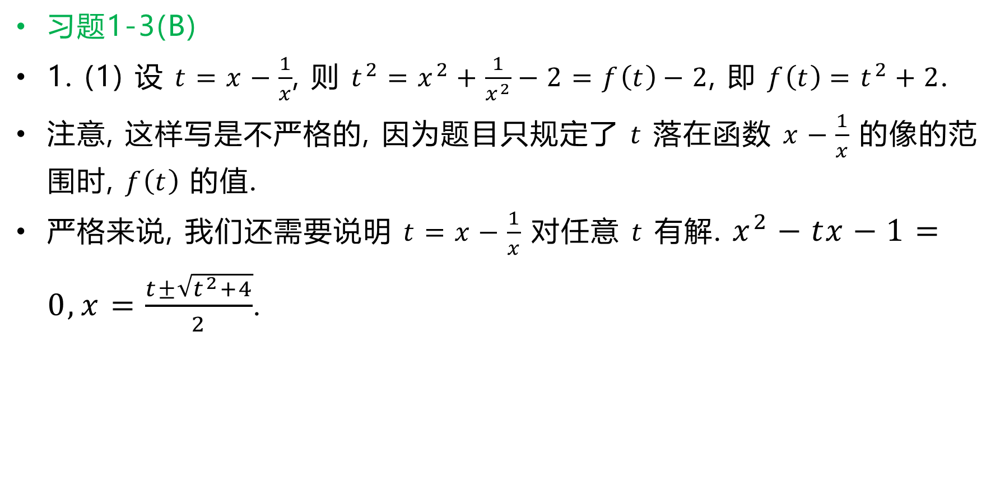 • 习题1-3(B)
• 1. (1) 设 $t = x - \frac{1}{x}$, 则 $t^2 = x^2 + \frac{1}{x^2} - 2 = f(t) - 2$, 即 $f(t) = t^2 + 2$.
• 注意, 这样写是不严格的, 因为题目只规定了 $t$ 落在函数 $x - \frac{1}{x}$ 的像的范
围时, $f(t)$ 的值.
• 严格来说, 我们还需要说明 $t = x - \frac{1}{x}$ 对任意 $t$ 有解. $x^2 - tx - 1 =$
$0, x = \frac{t \pm \sqrt{t^2+4}}{2}$.